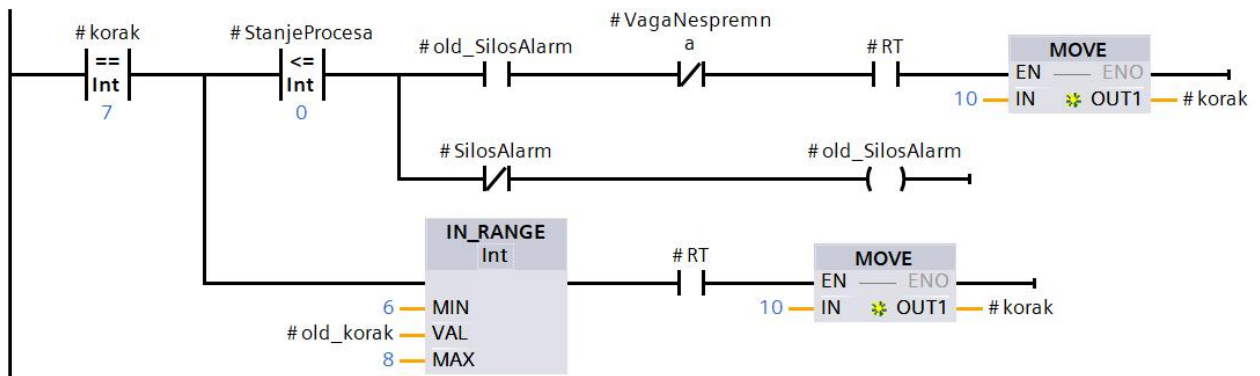 #korak
==
Int
7
#StanjeProcesa
<=
Int
0
#old_SilosAlarm
#VagaNespremn
a
#RT
MOVE
EN ENO
10 IN OUT1 #korak
#SilosAlarm
#old_SilosAlarm
IN_RANGE
Int
6 MIN
#old_korak VAL
8 MAX
#RT
MOVE
EN ENO
10 IN OUT1 #korak